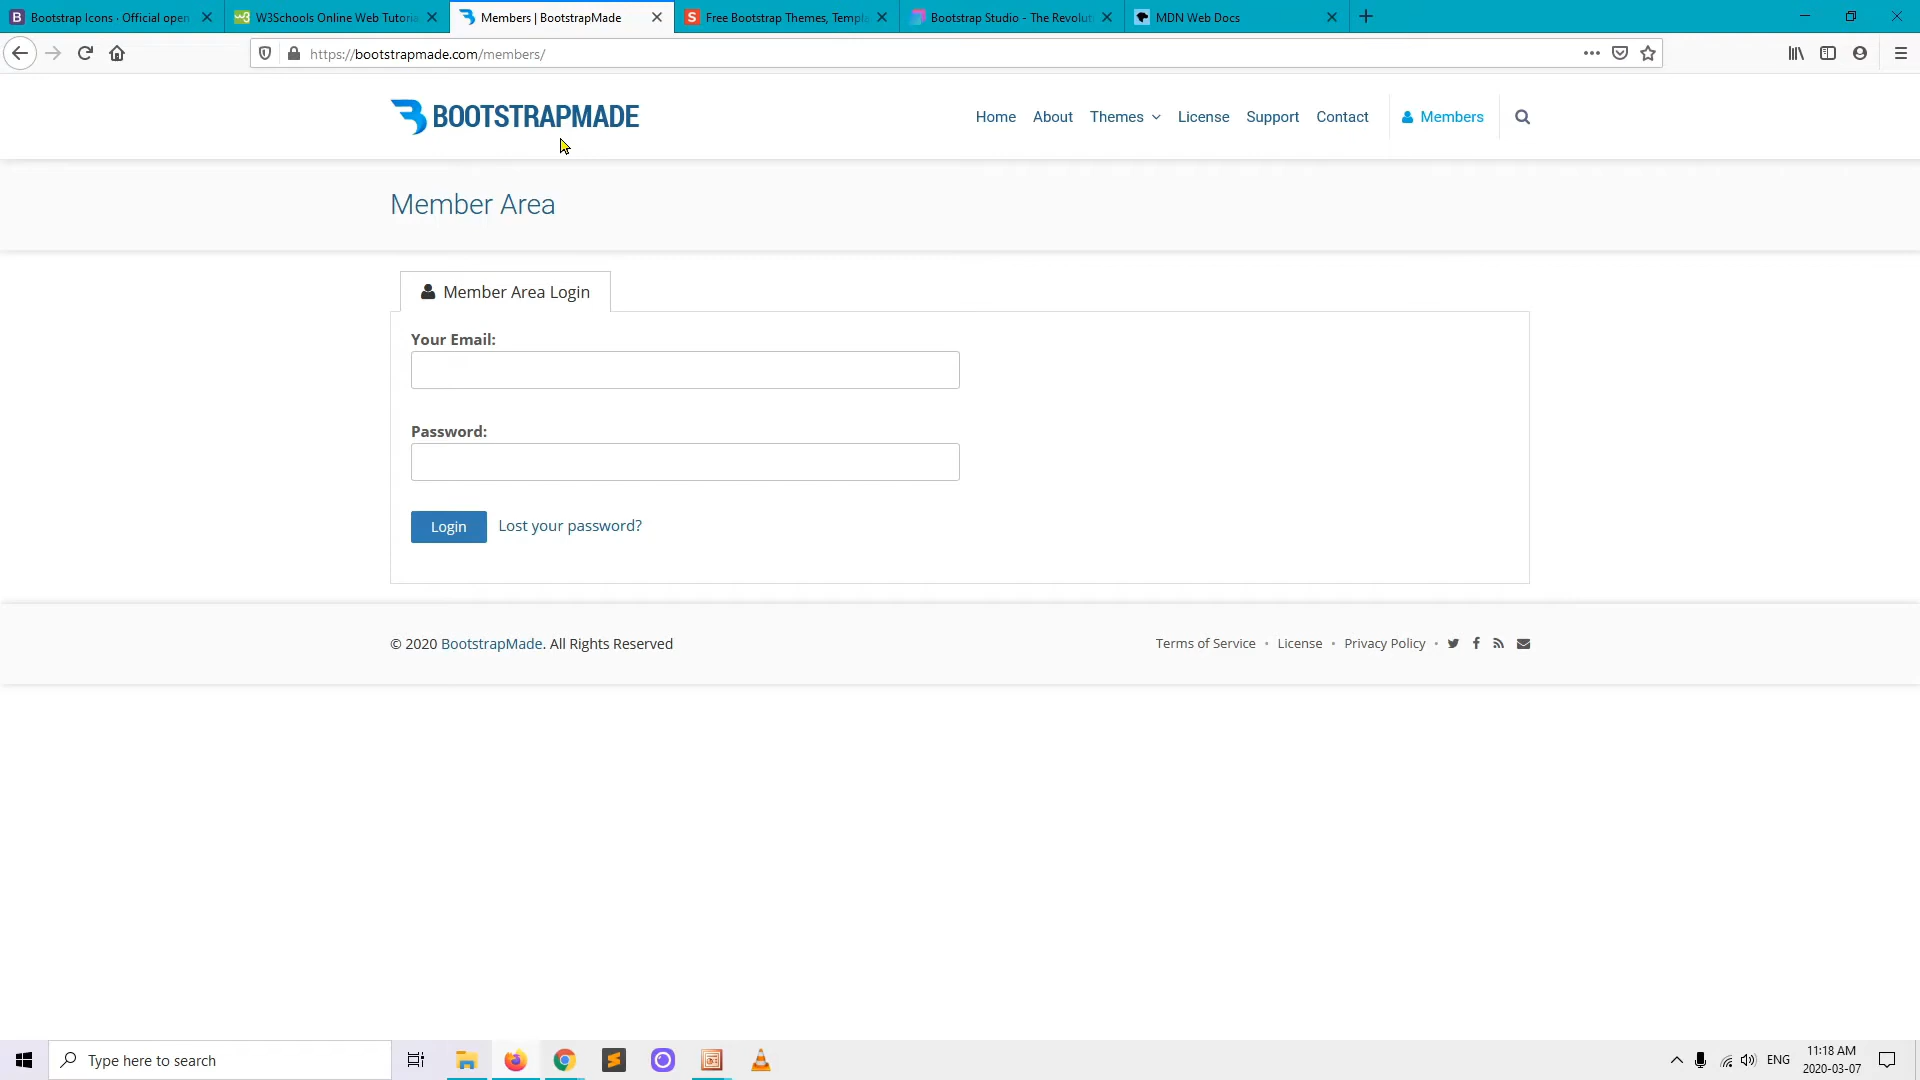 Bootstrap Icons · Official open
W3Schools Online Web Tutoria
Members | BootstrapMade
Free Bootstrap Themes, Templa
Bootstrap Studio - The Revoluti
MDN Web Docs
https://bootstrapmade.com/members/
BOOTSTRAPMADE
Home
About
Themes
License
Support
Contact
Members
Member Area
Member Area Login
Your Email:
Password:
Login
Lost your password?
© 2020 BootstrapMade. All Rights Reserved
Terms of Service • License • Privacy Policy •
Type here to search
ENG
11:18 AM
2020-03-07